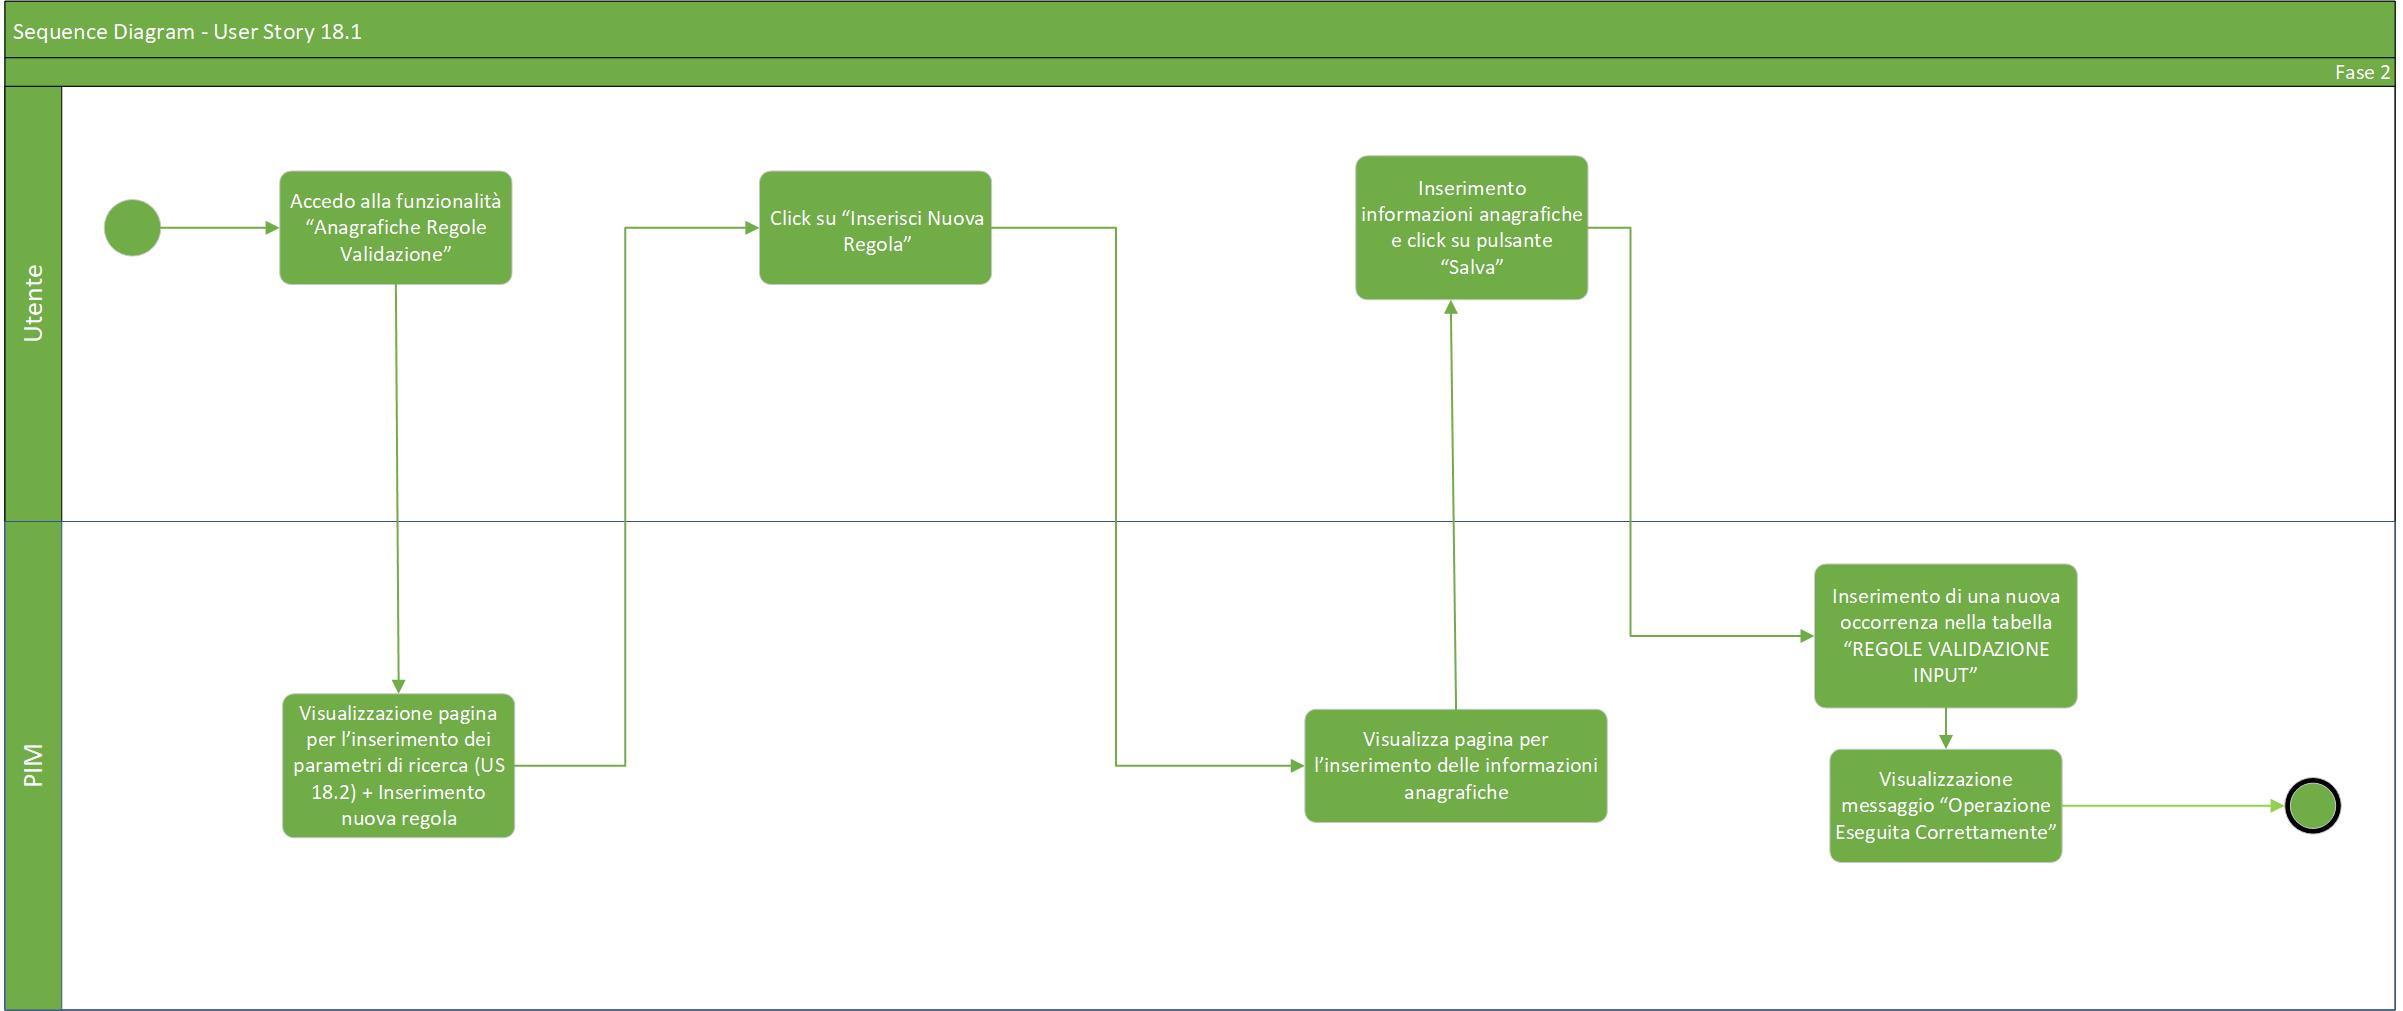 Sequence Diagram - User Story 18.1
Fase 2
Utente
Accedo alla funzionalità
“Anagrafiche Regole
Validazione”
Click su “Inserisci Nuova
Regola”
Inserimento
informazioni anagrafiche
e click su pulsante
“Salva”
PIM
Visualizzazione pagina
per l’inserimento dei
parametri di ricerca (US
18.2) + Inserimento
nuova regola
Visualizza pagina per
l’inserimento delle informazioni
anagrafiche
Inserimento di una nuova
occorrenza nella tabella
“REGOLE VALIDAZIONE
INPUT”
Visualizzazione
messaggio “Operazione
Eseguita Correttamente”